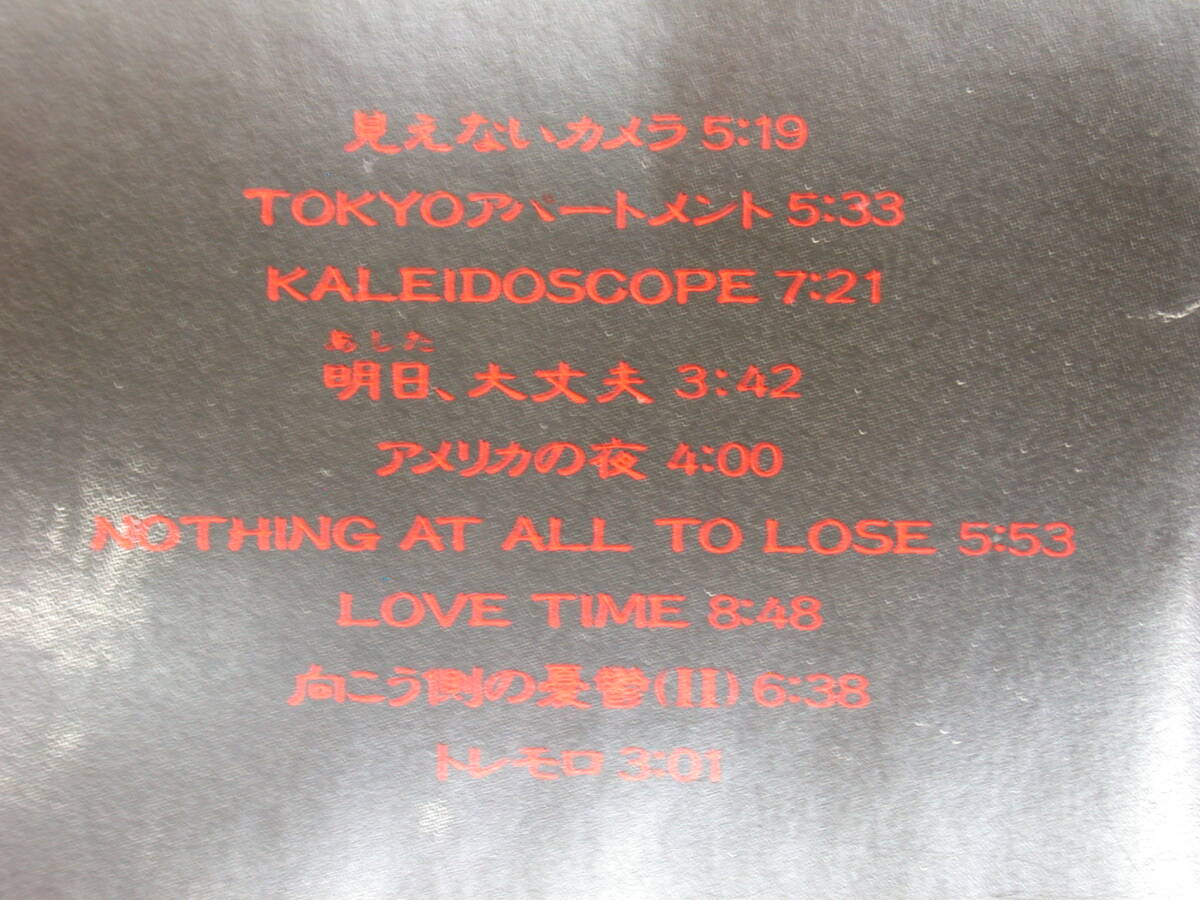 見えないカメラ 5:19
TOKYOアパートメント 5:33
KALEIDOSCOPE 7:21
あした
明日、大丈夫 3:42
アメリカの夜 4:00
NOTHING AT ALL TO LOSE 5:53
LOVE TIME 8:48
向こう側の憂鬱(II) 6:38
トレモロ 3:01